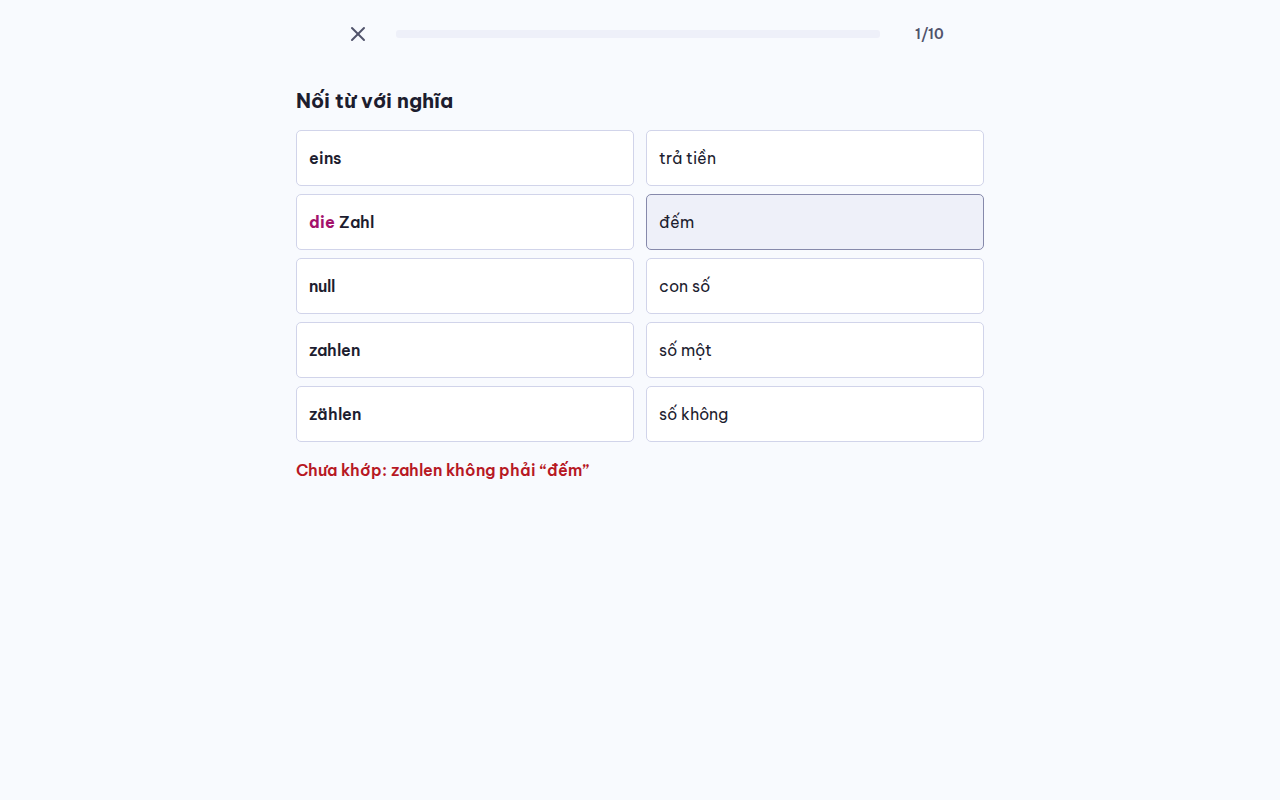 1/10
Nối từ với nghĩa
eins
trả tiền
die Zahl
đếm
null
con số
zahlen
số một
zählen
số không
Chưa khớp: zahlen không phải “đếm”